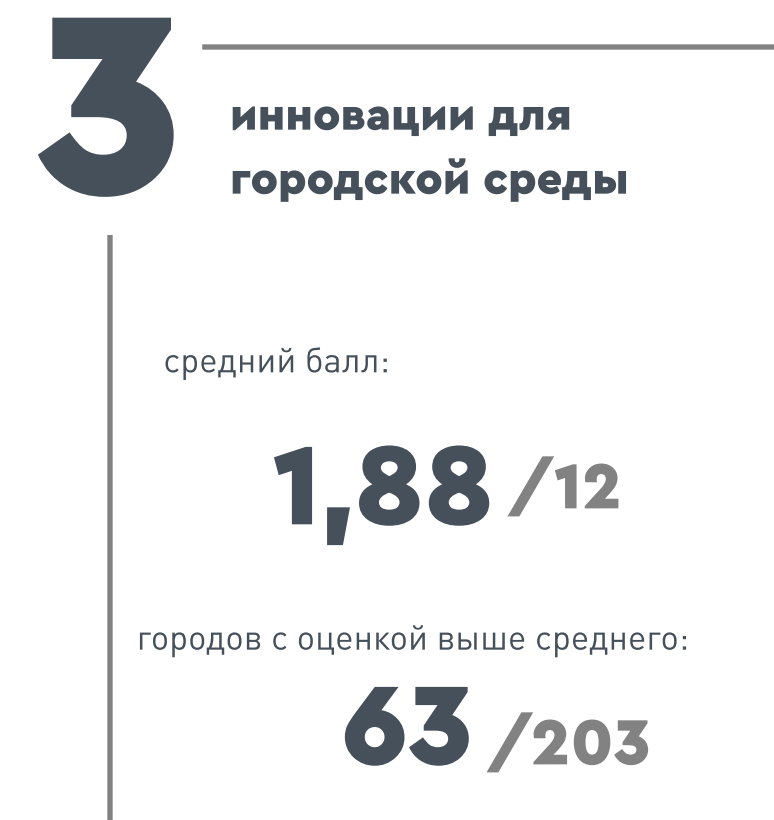 3
инновации для
городской среды
средний балл:
1,88 /12
городов с оценкой выше среднего:
63 /203